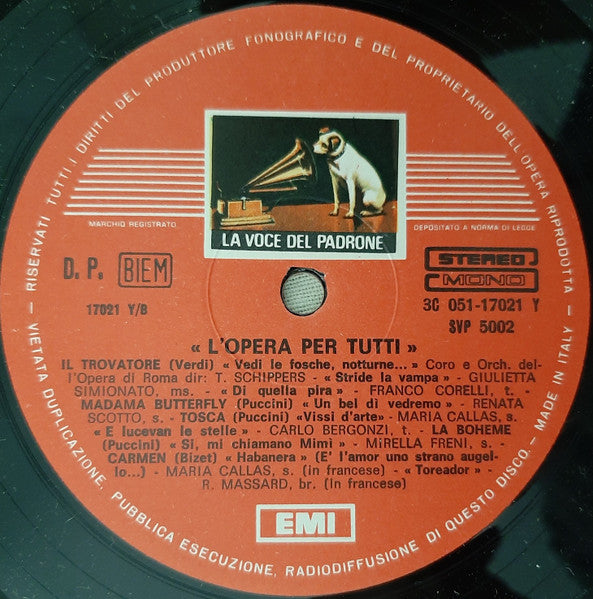 RISERVATI TUTTI I DIRITTI DEL PRODUTTORE FONOGRAFICO E DEL PROPRIETARIO DELL'OPERA RIPRODOTTA
LA VOCE DEL PADRONE
MARCHIO REGISTRATO
DEPOSITATO A NORMA DI LEGGE
D. P. BIEM
STEREO
MONO
17021 Y/B
3C 051-17021 Y
SVP 5002
« L'OPERA PER TUTTI »
IL TROVATORE (Verdi) « Vedi le fosche, notturne... » Coro e Orch. del-
l'Opera di Roma dir: T. SCHIPPERS - « Stride la vampa » - GIULIETTA
SIMIONATO, ms. - « Di quella pira » - FRANCO CORELLI, t. -
MADAMA BUTTERFLY (Puccini) « Un bel dì vedremo » - RENATA
SCOTTO, s. - TOSCA (Puccini) «Vissi d'arte» - MARIA CALLAS, s.
« E lucevan le stelle » - CARLO BERGONZI, t. - LA BOHEME
(Puccini) « Sì, mi chiamano Mimì » - MIRELLA FRENI, s. -
CARMEN (Bizet) « Habanera » (E' l'amor uno strano augel-
lo...) - MARIA CALLAS, s. (in francese) - « Toreador » -
R. MASSARD, br. (in francese)
EMI
— VIETATA DUPLICAZIONE, PUBBLICA ESECUZIONE, RADIODIFFUSIONE DI QUESTO DISCO. — MADE IN ITALY —